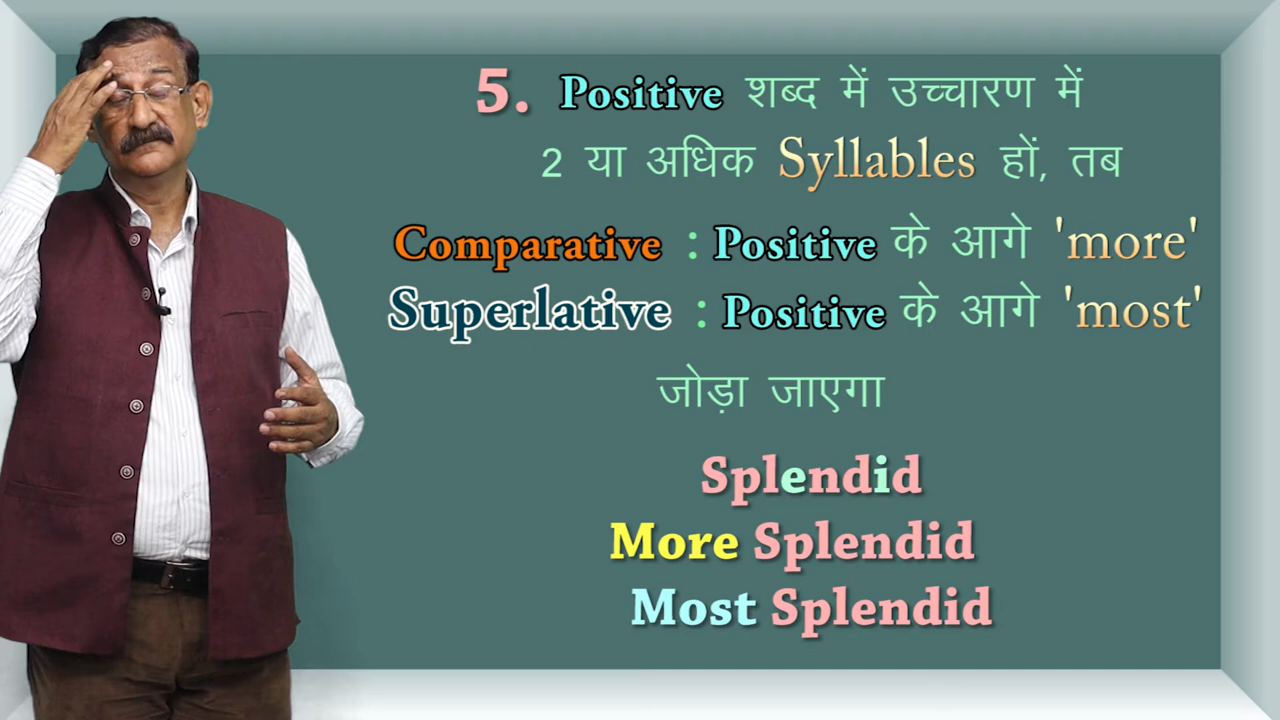 5. Positive शब्द में उच्चारण में
2 या अधिक Syllables हों, तब
Comparative : Positive के आगे 'more'
Superlative : Positive के आगे 'most'
जोड़ा जाएगा
Splendid
More Splendid
Most Splendid